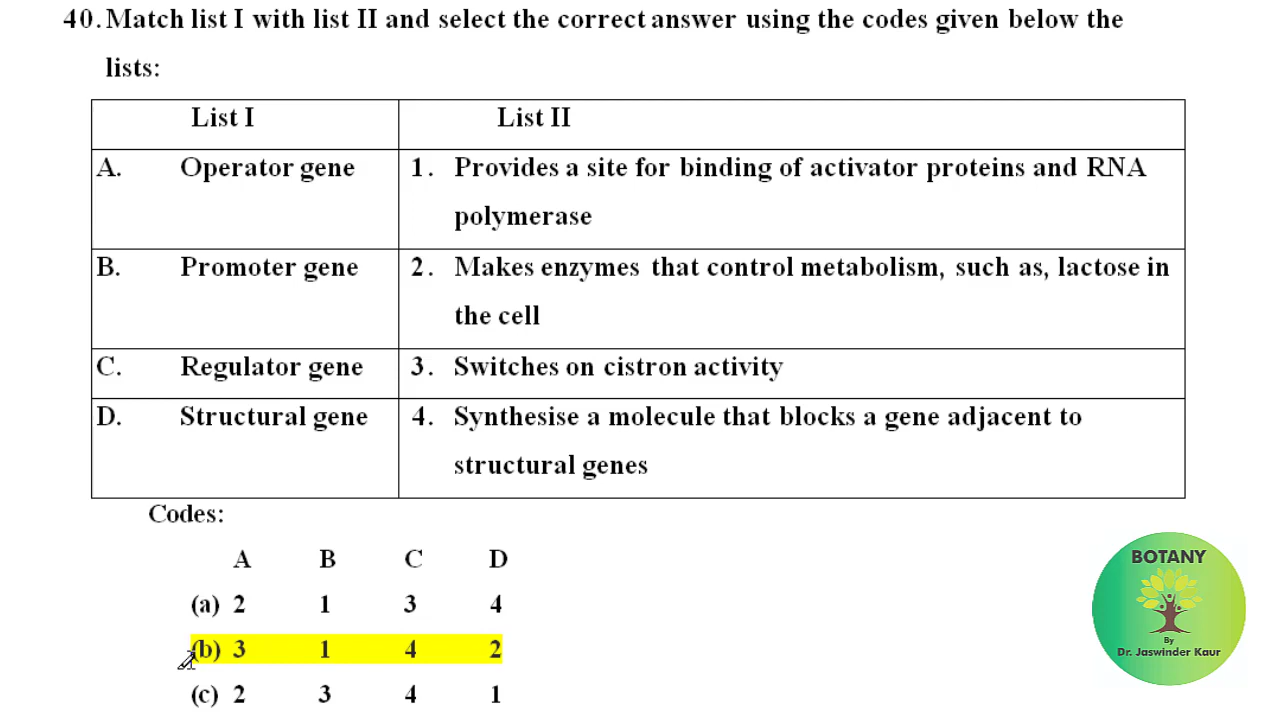 40. Match list I with list II and select the correct answer using the codes given below the
lists:
List I List II
A. Operator gene 1. Provides a site for binding of activator proteins and RNA
polymerase
B. Promoter gene 2. Makes enzymes that control metabolism, such as, lactose in
the cell
C. Regulator gene 3. Switches on cistron activity
D. Structural gene 4. Synthesise a molecule that blocks a gene adjacent to
structural genes
Codes:
A B C D
(a) 2 1 3 4
(b) 3 1 4 2
(c) 2 3 4 1
BOTANY
By
Dr. Jaswinder Kaur